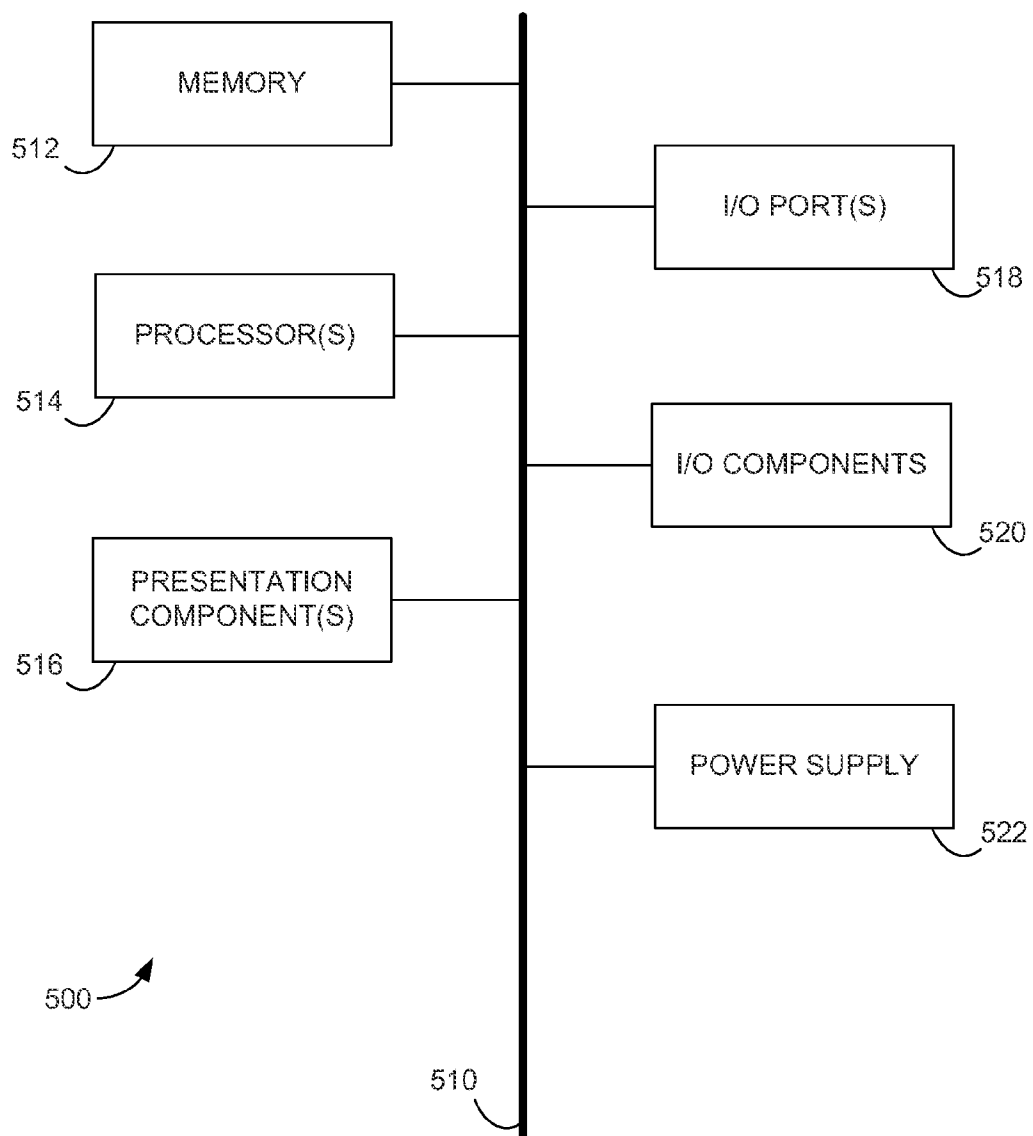 MEMORY
512
I/O PORT(S)
518
PROCESSOR(S)
514
I/O COMPONENTS
520
PRESENTATION
COMPONENT(S)
516
POWER SUPPLY
522
500
510